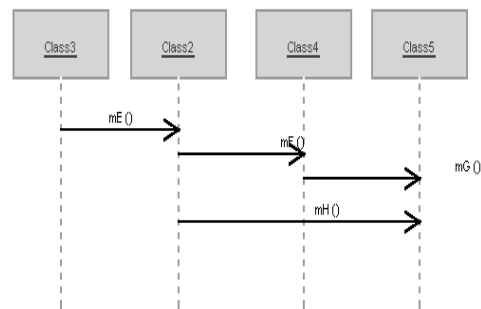 Class3 Class2 Class4 Class5
mE ()
mF ()
mG ()
mH ()